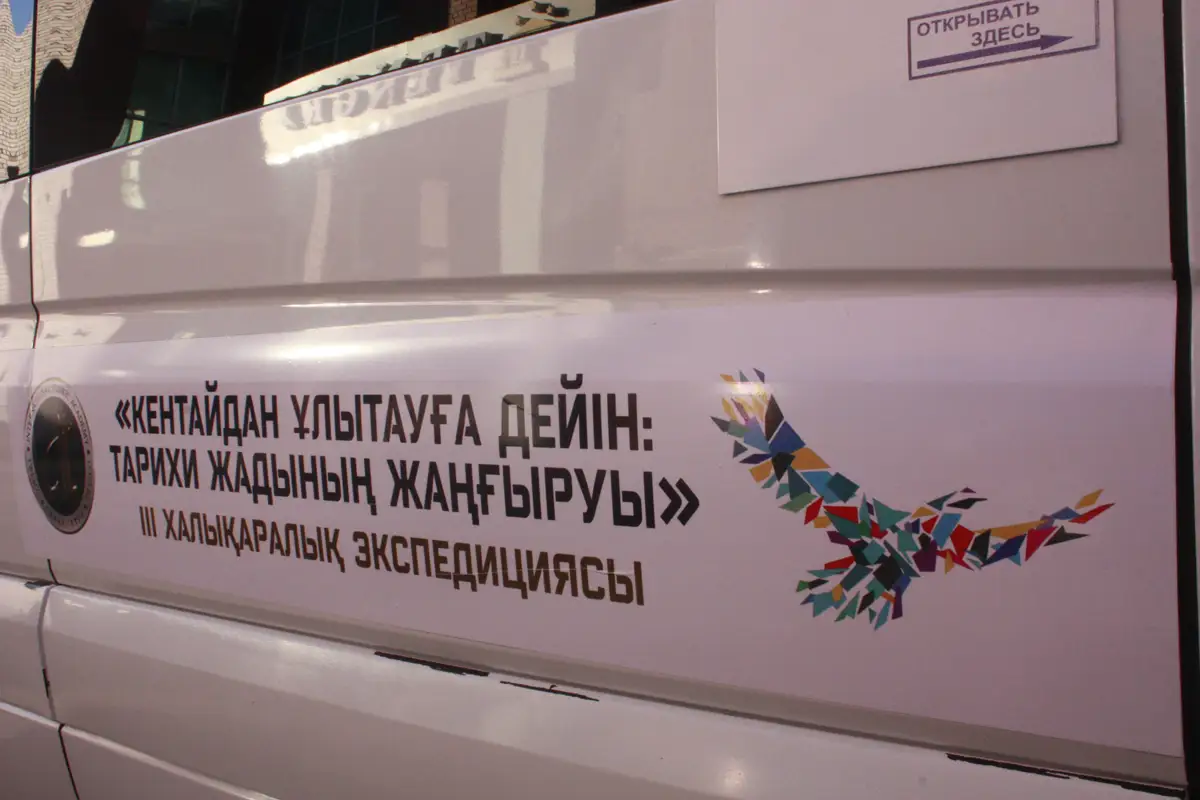 ОТКРЫВАТЬ
ЗДЕСЬ
«КЕНТАЙДАН ҰЛЫТАУҒА ДЕЙІН:
ТАРИХИ ЖАДЫНЫҢ ЖАҢҒЫРУЫ»
III ХАЛЫҚАРАЛЫҚ ЭКСПЕДИЦИЯСЫ